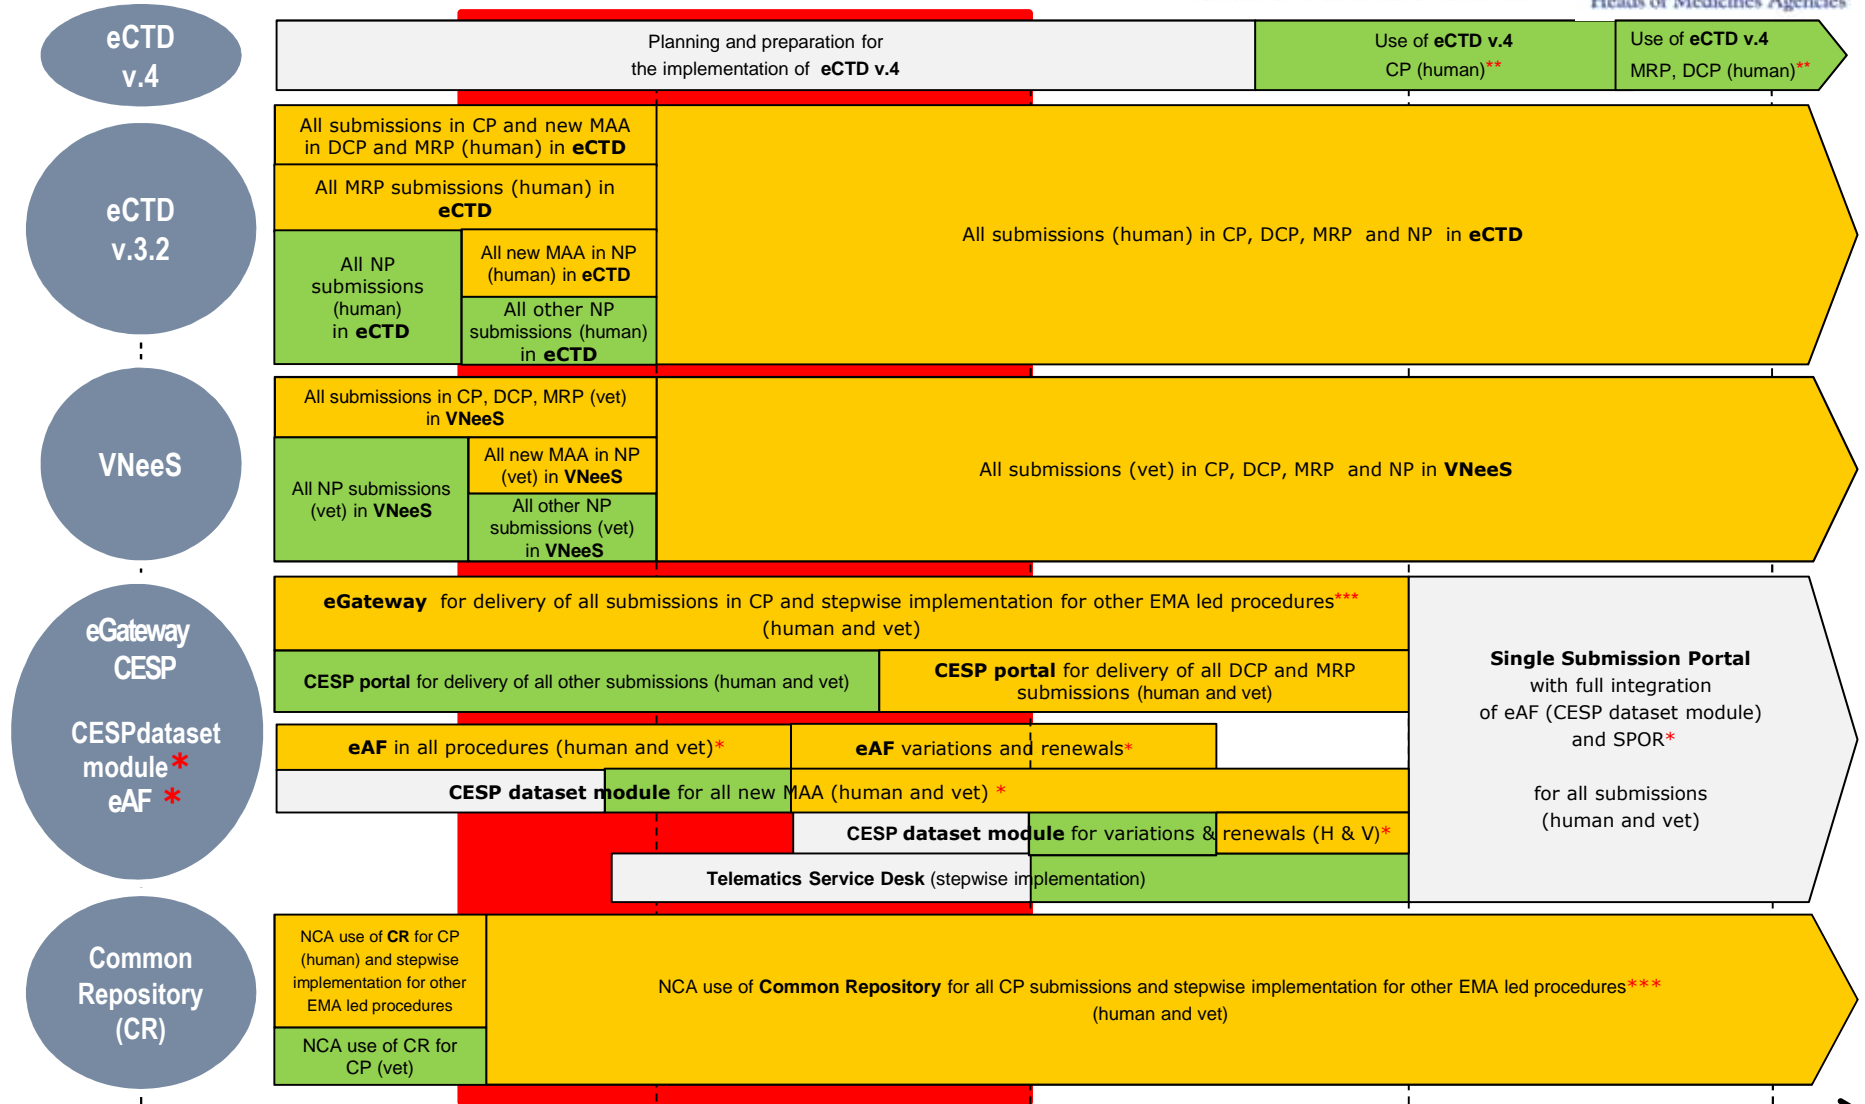 Heads of Medicines Agencies
eCTD
v.4
Planning and preparation for
the implementation of eCTD v.4
Use of eCTD v.4
CP (human)**
Use of eCTD v.4
MRP, DCP (human)**
eCTD
v.3.2
All submissions in CP and new MAA
in DCP and MRP (human) in eCTD
All MRP submissions (human) in
eCTD
All NP
submissions
(human)
in eCTD
All new MAA in NP
(human) in eCTD
All other NP
submissions (human)
in eCTD
All submissions (human) in CP, DCP, MRP and NP in eCTD
VNeeS
All submissions in CP, DCP, MRP (vet)
in VNeeS
All NP submissions
(vet) in VNeeS
All new MAA in NP
(vet) in VNeeS
All other NP
submissions (vet)
in VNeeS
All submissions (vet) in CP, DCP, MRP and NP in VNeeS
eGateway
CESP
CESPdataset
module*
eAF *
eGateway for delivery of all submissions in CP and stepwise implementation for other EMA led procedures***
(human and vet)
CESP portal for delivery of all other submissions (human and vet)
CESP portal for delivery of all DCP and MRP
submissions (human and vet)
eAF in all procedures (human and vet)*
eAF variations and renewals*
CESP dataset module for all new MAA (human and vet) *
CESP dataset module for variations & renewals (H & V)*
Telematics Service Desk (stepwise implementation)
Single Submission Portal
with full integration
of eAF (CESP dataset module)
and SPOR*
for all submissions
(human and vet)
Common
Repository
(CR)
NCA use of CR for CP
(human) and stepwise
implementation for other
EMA led procedures
NCA use of CR for
CP (vet)
NCA use of Common Repository for all CP submissions and stepwise implementation for other EMA led procedures***
(human and vet)